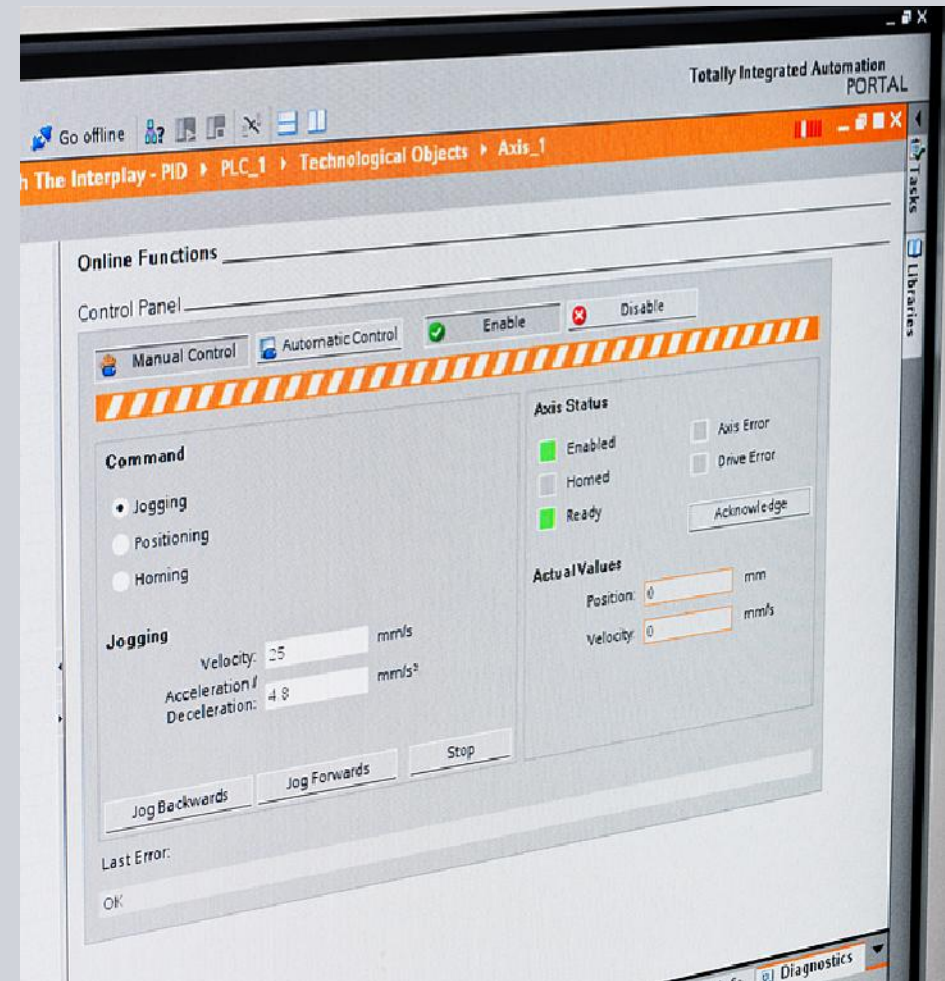 Totally Integrated Automation
PORTAL
Go offline
The Interplay - PID PLC_1 Technological Objects Axis_1
Tasks
Libraries
Online Functions
Control Panel
Manual Control Automatic Control Enable Disable
Command
Jogging
Positioning
Homing
Jogging
Velocity: 25 mm/s
Acceleration /
Deceleration: 4.8 mm/s²
Jog Backwards Jog Forwards Stop
Axis Status
Enabled Axis Error
Homed Drive Error
Ready Acknowledge
Actual Values
Position: 0 mm
Velocity: 0 mm/s
Last Error:
OK
Diagnostics